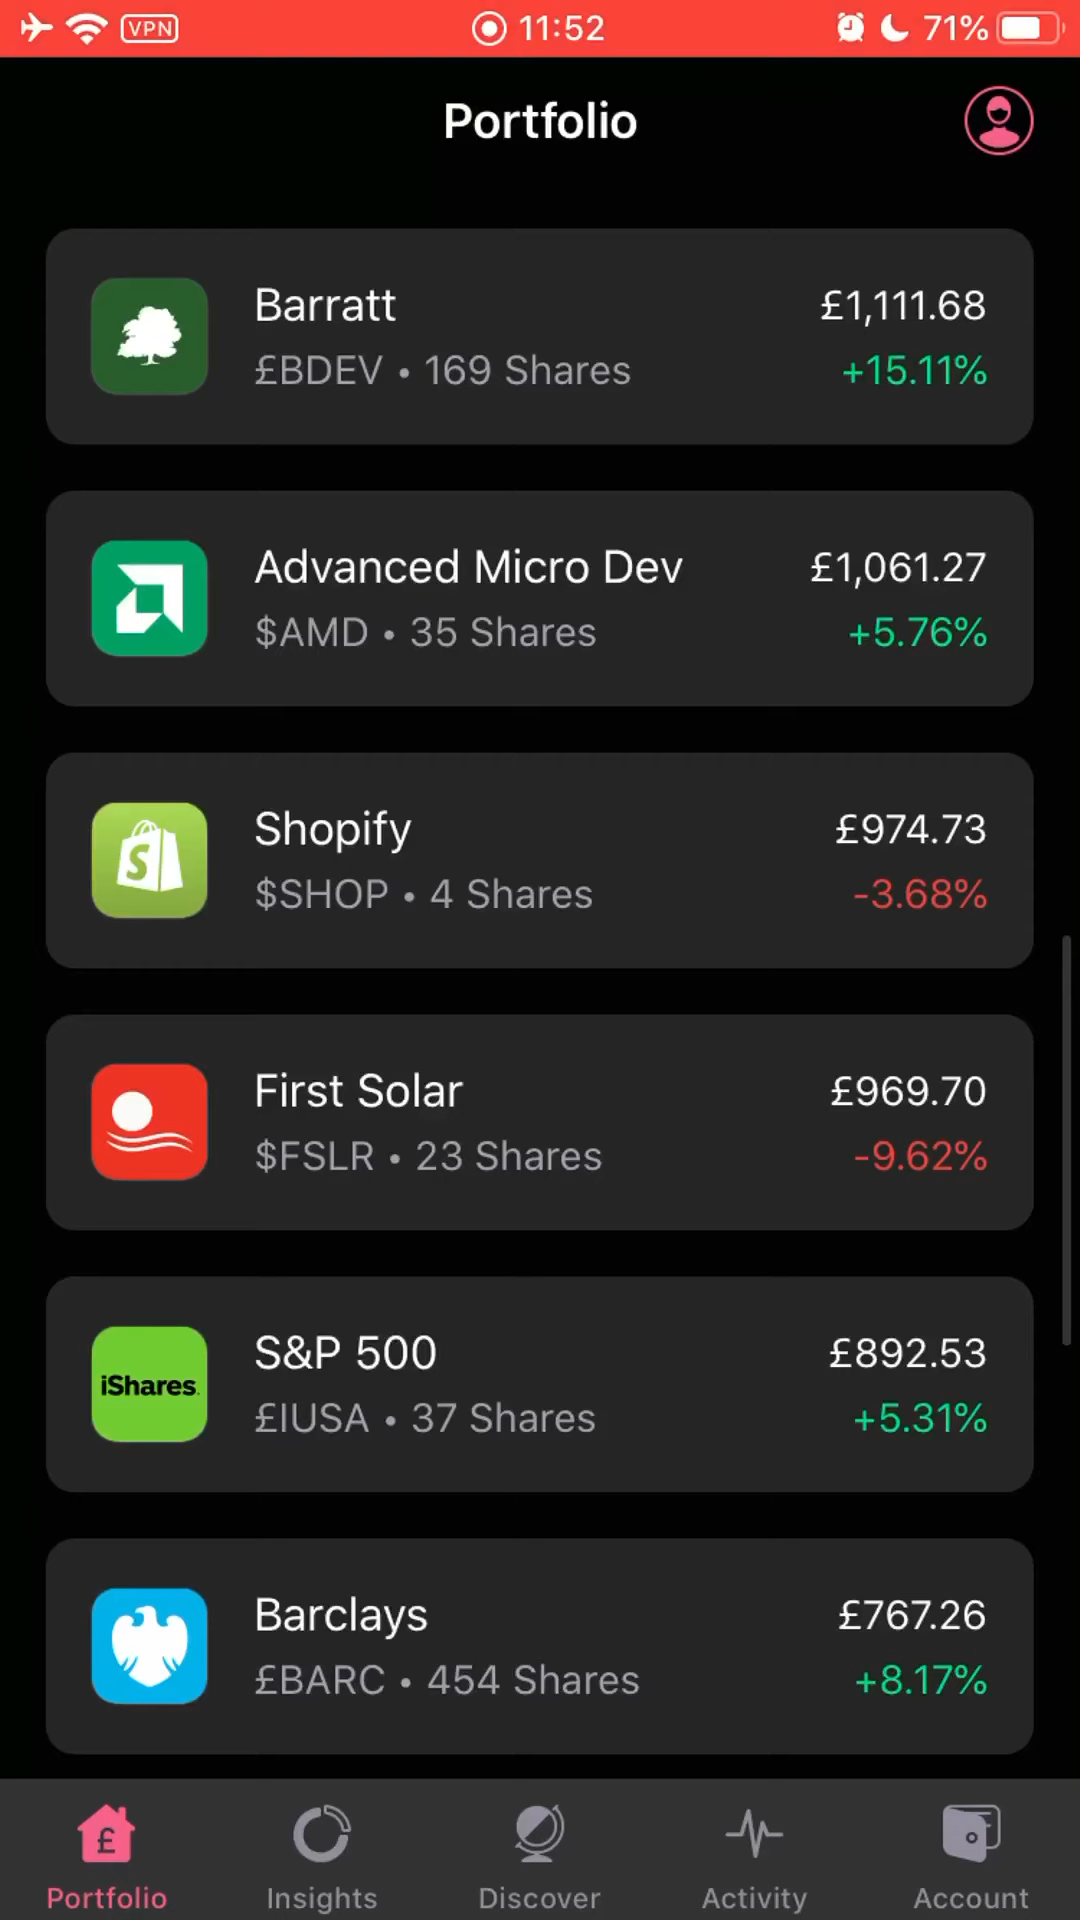 VPN 11:52 71%
Portfolio
Barratt £1,111.68
£BDEV • 169 Shares +15.11%
Advanced Micro Dev £1,061.27
$AMD • 35 Shares +5.76%
Shopify £974.73
$SHOP • 4 Shares -3.68%
First Solar £969.70
$FSLR • 23 Shares -9.62%
iShares.
S&P 500 £892.53
£IUSA • 37 Shares +5.31%
Barclays £767.26
£BARC • 454 Shares +8.17%
Portfolio Insights Discover Activity Account